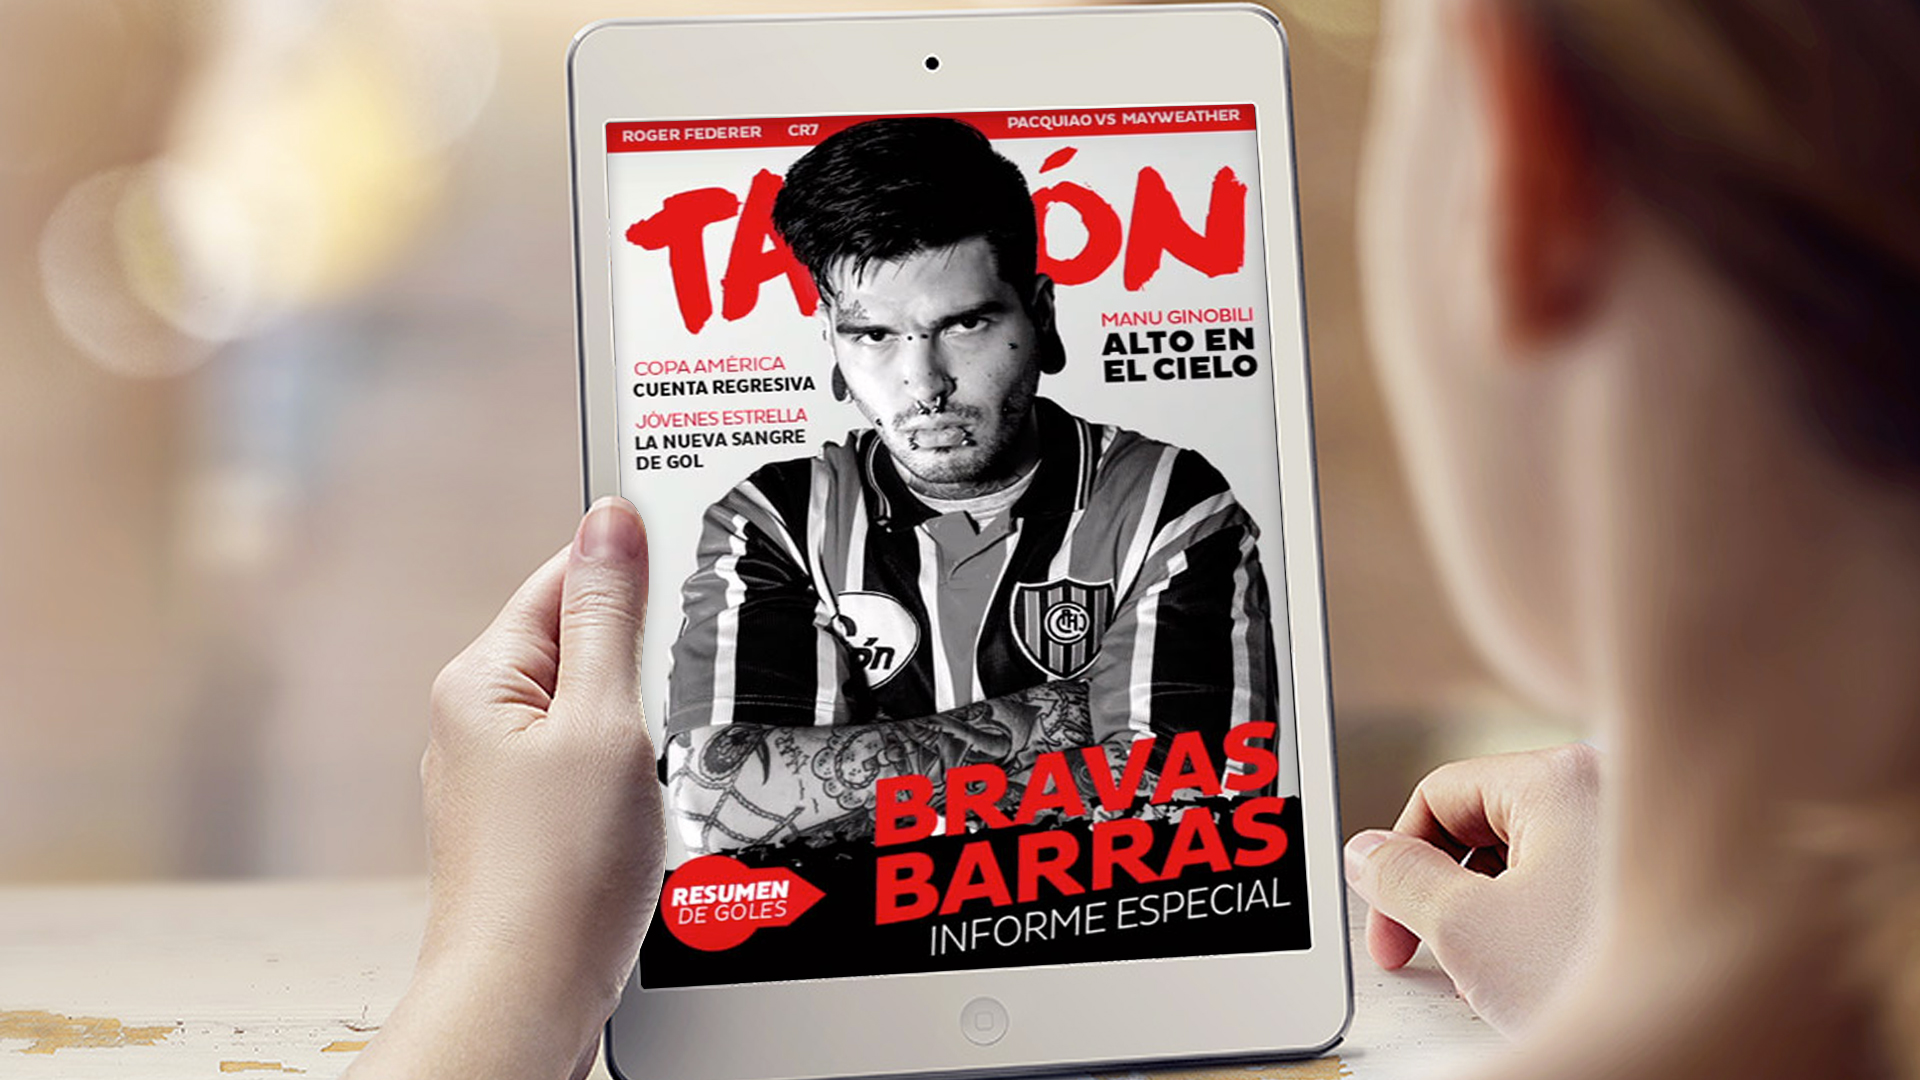 ROGER FEDERER CR7 PACQUIAO VS MAYWEATHER
MANU GINOBILI
ALTO EN
EL CIELO
COPA AMÉRICA
CUENTA REGRESIVA
JÓVENES ESTRELLA
LA NUEVA SANGRE
DE GOL
BRAVAS
BARRAS
INFORME ESPECIAL
RESUMEN
DE GOLES